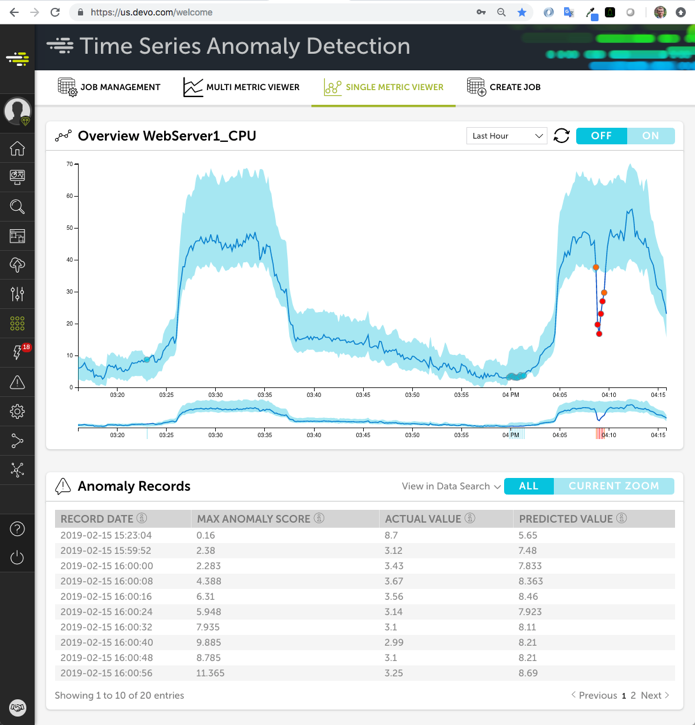 https://us.devo.com/welcome
Time Series Anomaly Detection
JOB MANAGEMENT MULTI METRIC VIEWER SINGLE METRIC VIEWER CREATE JOB
Overview WebServer1_CPU Last Hour OFF ON
70
60
50
40
30
20
10
0
03:20 03:25 03:30 03:35 03:40 03:45 03:50 03:55 04 PM 04:05 04:10 04:15
03:20 03:25 03:30 03:35 03:40 03:45 03:50 03:55 04 PM 04:05 04:10 04:15
18
Anomaly Records View in Data Search ALL CURRENT ZOOM
RECORD DATE MAX ANOMALY SCORE ACTUAL VALUE PREDICTED VALUE
2019-02-15 15:23:04 0.16 8.7 5.65
2019-02-15 15:59:52 2.38 3.12 7.48
2019-02-15 16:00:00 2.283 3.43 7.833
2019-02-15 16:00:08 4.388 3.67 8.363
2019-02-15 16:00:16 6.31 3.56 8.46
2019-02-15 16:00:24 5.948 3.14 7.923
2019-02-15 16:00:32 7.935 3.1 8.11
2019-02-15 16:00:40 9.885 2.99 8.21
2019-02-15 16:00:48 8.785 3.1 8.21
2019-02-15 16:00:56 11.365 3.25 8.69
Showing 1 to 10 of 20 entries Previous 1 2 Next